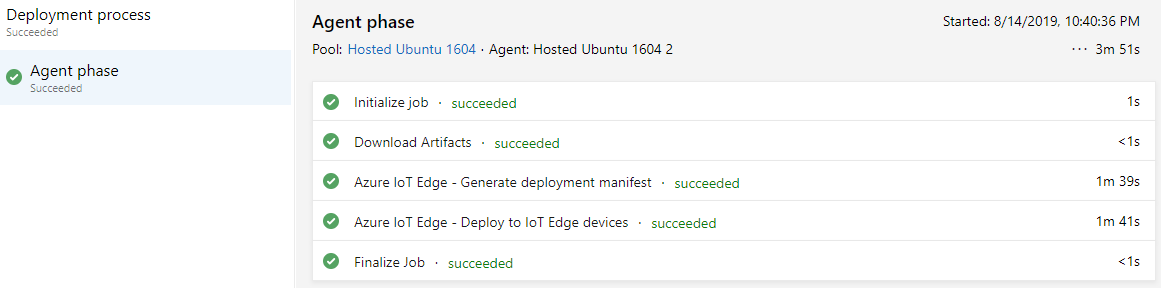 Deployment process
Succeeded
Agent phase
Succeeded
Agent phase
Started: 8/14/2019, 10:40:36 PM
Pool: Hosted Ubuntu 1604 · Agent: Hosted Ubuntu 1604 2
··· 3m 51s
Initialize job · succeeded 1s
Download Artifacts · succeeded <1s
Azure IoT Edge - Generate deployment manifest · succeeded 1m 39s
Azure IoT Edge - Deploy to IoT Edge devices · succeeded 1m 41s
Finalize Job · succeeded <1s